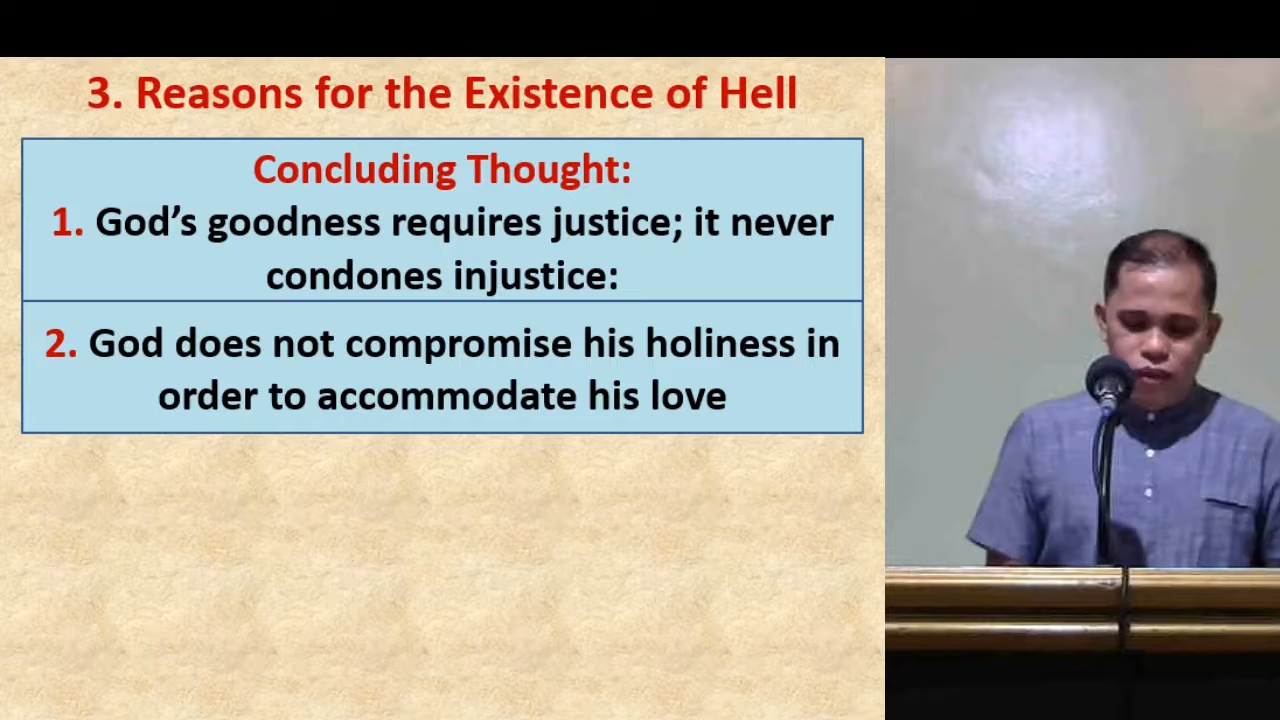 3. Reasons for the Existence of Hell
Concluding Thought:
1. God’s goodness requires justice; it never
condones injustice:
2. God does not compromise his holiness in
order to accommodate his love